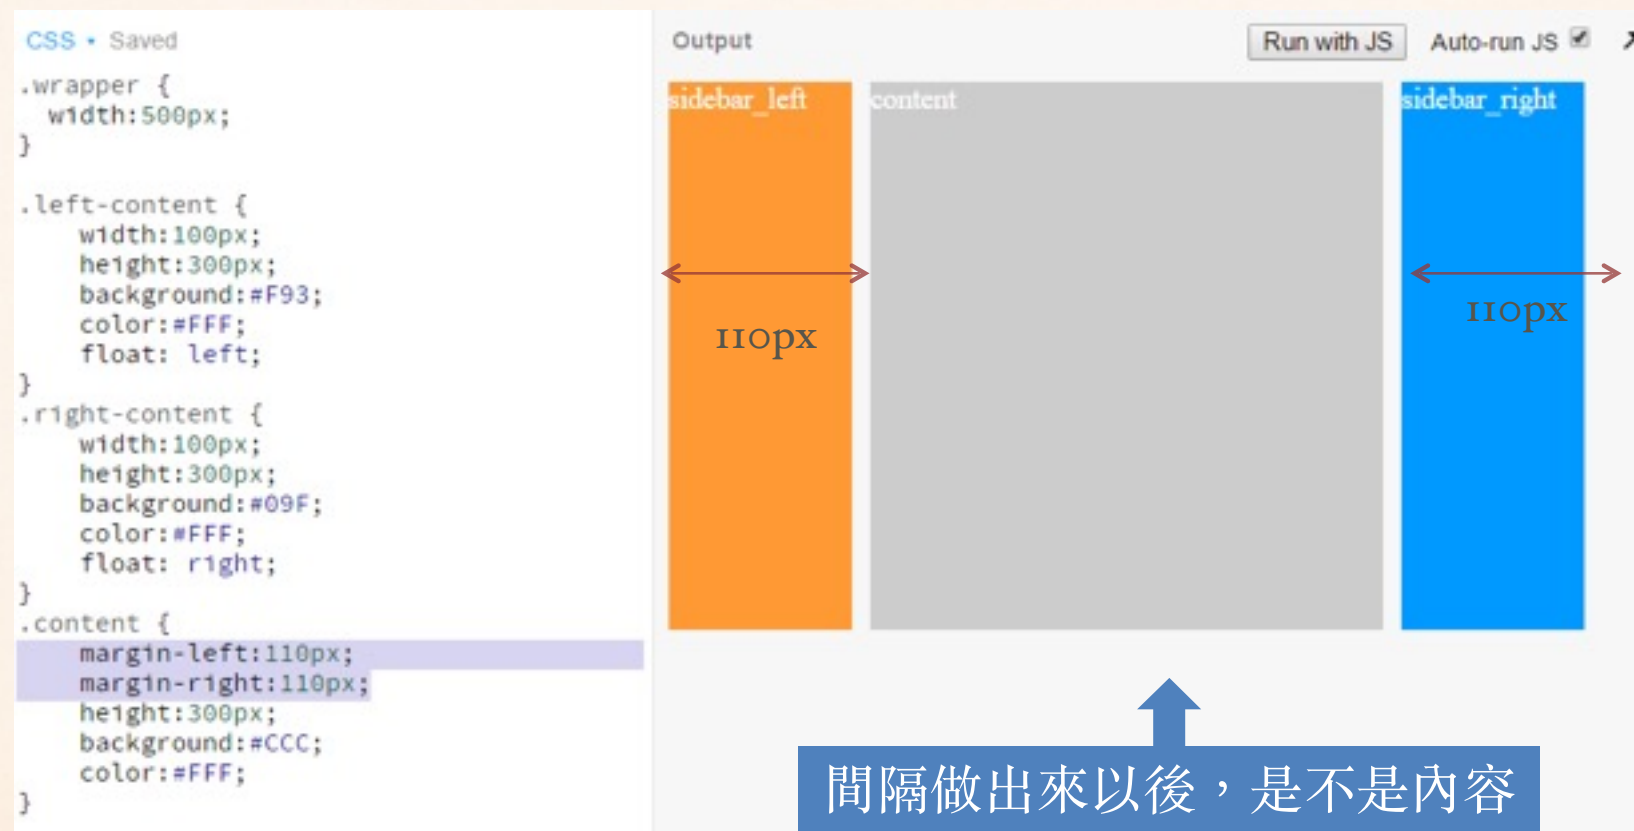 CSS • Saved
.wrapper {
width:500px;
}
.left-content {
width:100px;
height:300px;
background:#F93;
color:#FFF;
float: left;
}
.right-content {
width:100px;
height:300px;
background:#09F;
color:#FFF;
float: right;
}
.content {
margin-left:110px;
margin-right:110px;
height:300px;
background:#CCC;
color:#FFF;
}
Output
Run with JS
Auto-run JS
sidebar_left
content
sidebar_right
110px
110px
間隔做出來以後，是不是內容